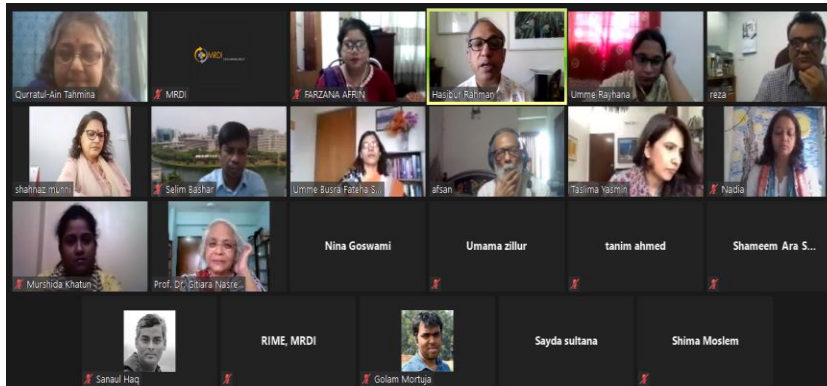 Qurratul-Ain Tahmina
MRDI
MRDI
FARZANA AFRIN
Hasibur Rahman
Umme Rayhana
reza
shahnaz munni
Selim Bashar
Umme Busra Fateha S...
afsan
Taslima Yasmin
Nadia
Murshida Khatun
Prof. Dr. Gitiara Nasre...
Nina Goswami
Umama zillur
tanim ahmed
Shameem Ara S...
Sanaul Haq
RIME, MRDI
Golam Mortuja
Sayda sultana
Shima Moslem